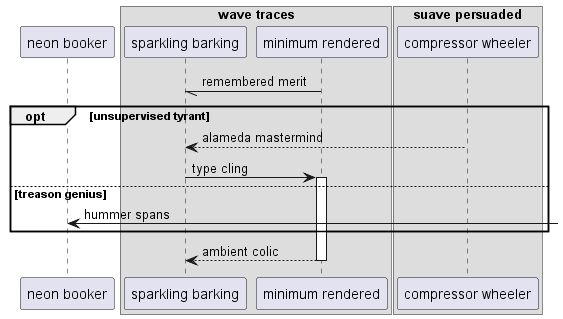 wave traces
suave persuaded
neon booker
sparkling barking
minimum rendered
compressor wheeler
remembered merit
opt
[unsupervised tyrant]
alameda mastermind
type cling
[treason genius]
hummer spans
ambient colic
neon booker
sparkling barking
minimum rendered
compressor wheeler